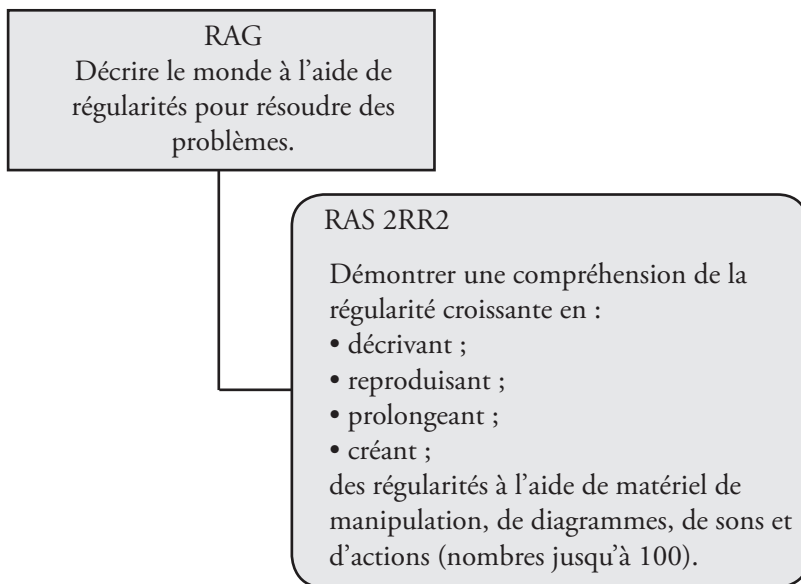 RAG
Décrire le monde à l’aide de
régularités pour résoudre des
problèmes.
RAS 2RR2
Démontrer une compréhension de la
régularité croissante en :
• décrivant ;
• reproduisant ;
• prolongeant ;
• créant ;
des régularités à l’aide de matériel de
manipulation, de diagrammes, de sons et
d’actions (nombres jusqu’à 100).